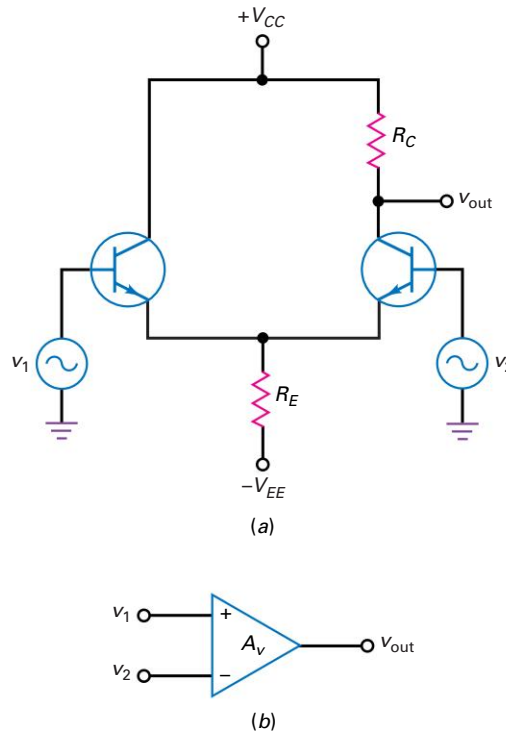 +V_CC
R_C
v_out
v_1
R_E
−V_EE
(a)
v_1
+
A_v
v_out
v_2
−
(b)